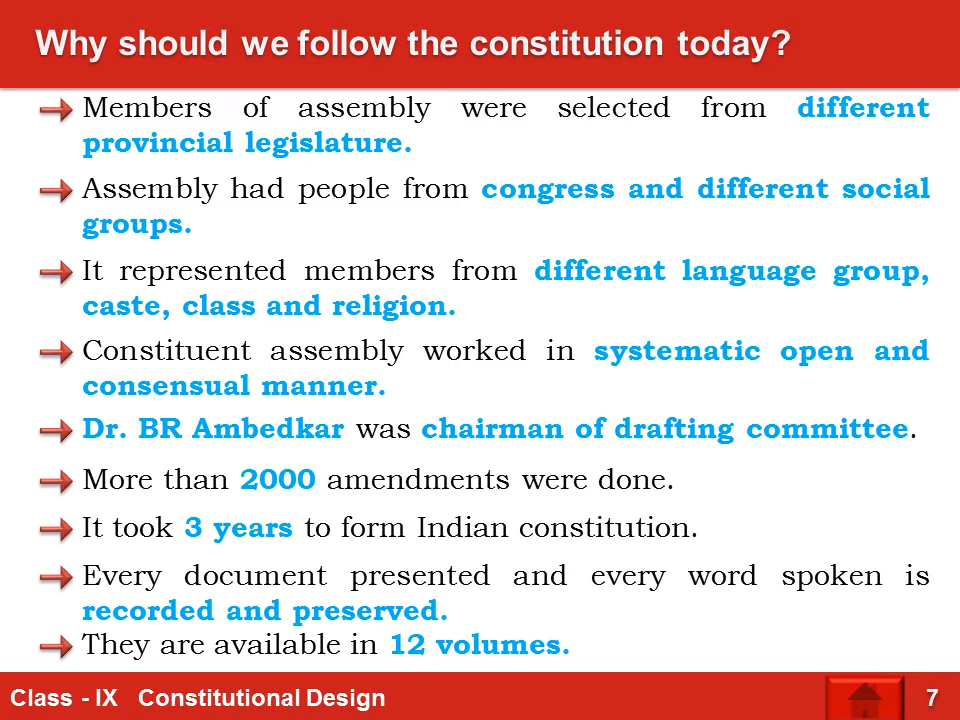 Why should we follow the constitution today?
Members of assembly were selected from different
provincial legislature.
Assembly had people from congress and different social
groups.
It represented members from different language group,
caste, class and religion.
Constituent assembly worked in systematic open and
consensual manner.
Dr. BR Ambedkar was chairman of drafting committee.
More than 2000 amendments were done.
It took 3 years to form Indian constitution.
Every document presented and every word spoken is
recorded and preserved.
They are available in 12 volumes.
Class - IX Constitutional Design 7